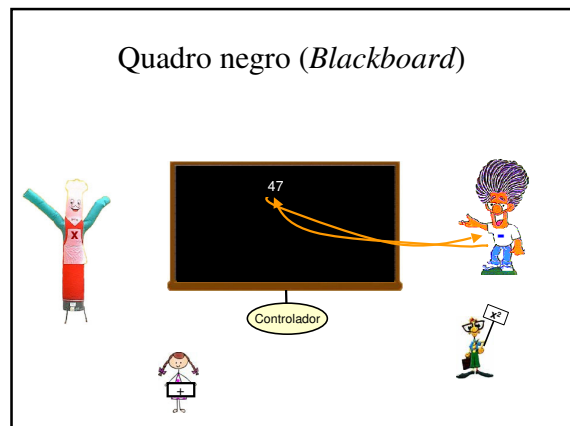 Quadro negro (Blackboard)
47
X
-
Controlador
x²
+